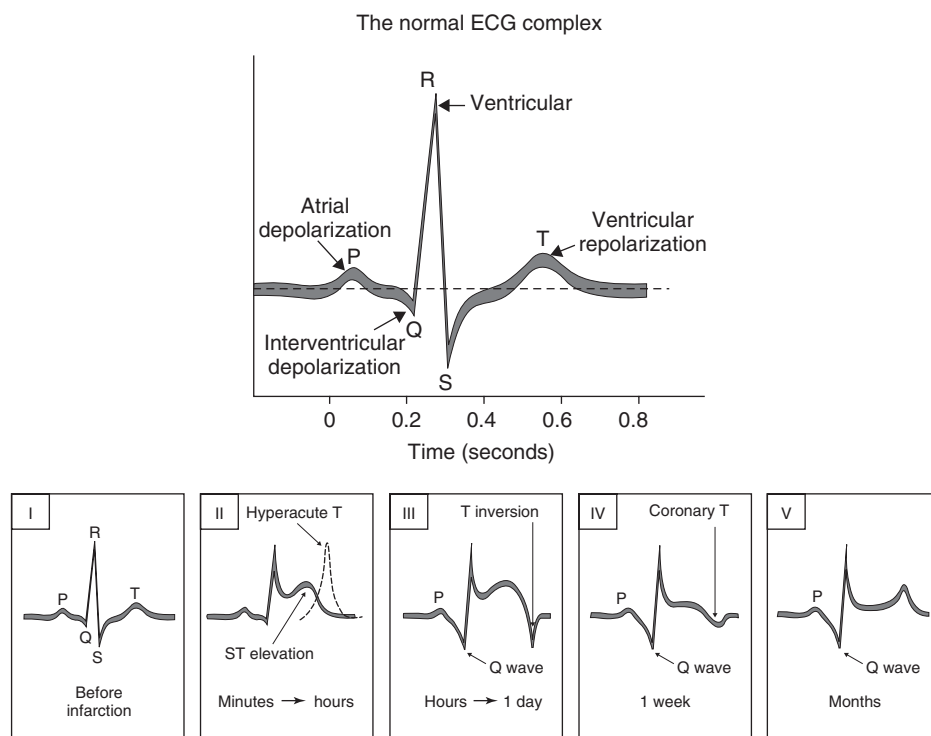 The normal ECG complex
R
Ventricular
Atrial
depolarization
P
T
Ventricular
repolarization
Q
Interventricular
depolarization
S
0 0.2 0.4 0.6 0.8
Time (seconds)
I
R
P
T
Q
S
Before
infarction
II
Hyperacute T
ST elevation
Minutes → hours
III
T inversion
P
Q wave
Hours → 1 day
IV
Coronary T
P
Q wave
1 week
V
P
Q wave
Months